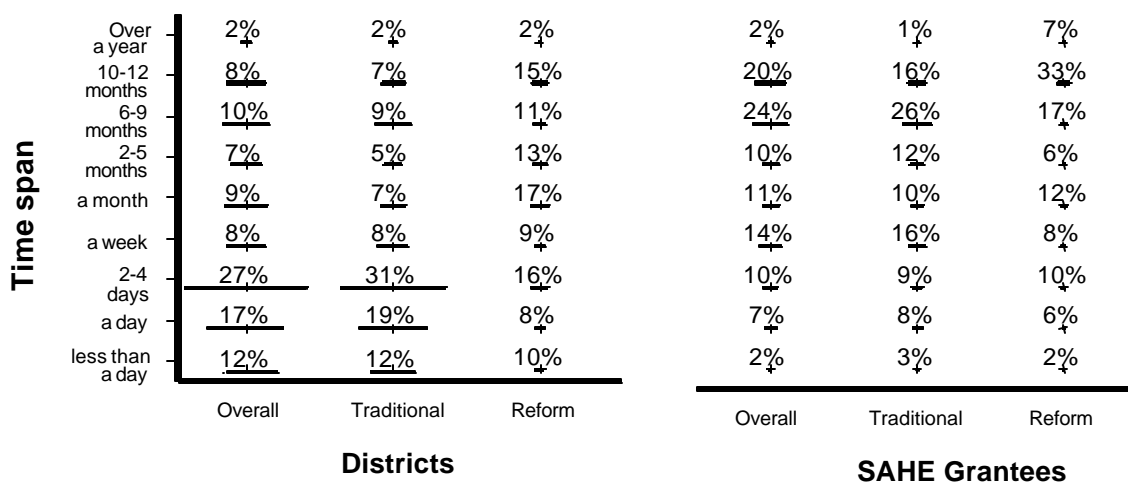 Time span
Over
a year
2% 2% 2% 2% 1% 7%
10-12
months
8% 7% 15% 20% 16% 33%
6-9
months
10% 9% 11% 24% 26% 17%
2-5
months
7% 5% 13% 10% 12% 6%
a month
9% 7% 17% 11% 10% 12%
a week
8% 8% 9% 14% 16% 8%
2-4
days
27% 31% 16% 10% 9% 10%
a day
17% 19% 8% 7% 8% 6%
less than
a day
12% 12% 10% 2% 3% 2%
Overall Traditional Reform Overall Traditional Reform
Districts
SAHE Grantees